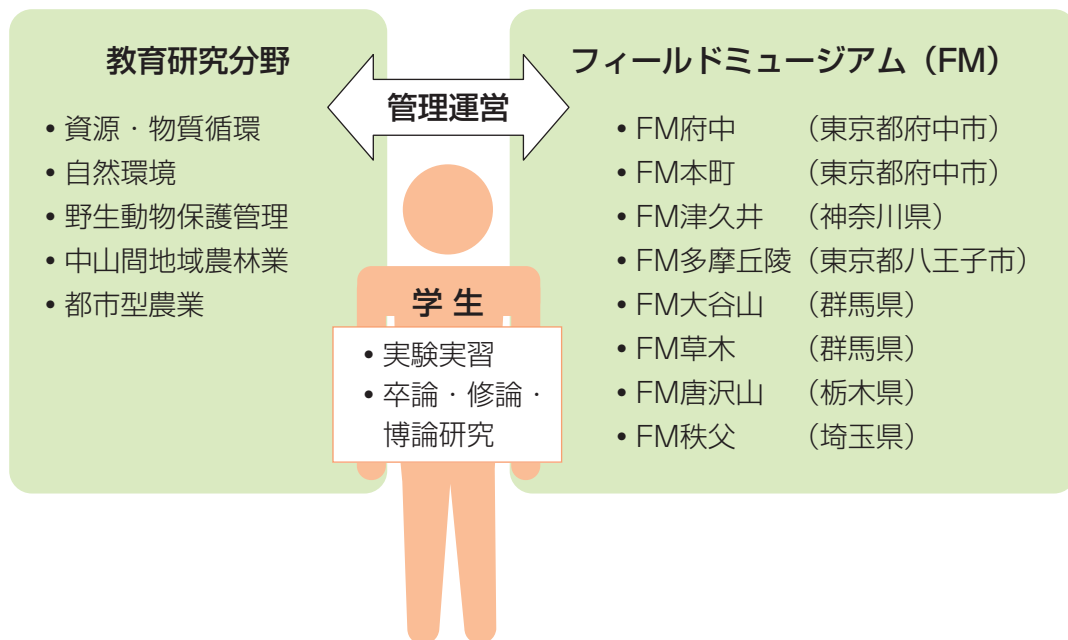 教育研究分野
• 資源・物質循環
• 自然環境
• 野生動物保護管理
• 中山間地域農林業
• 都市型農業
管理運営
フィールドミュージアム（FM）
• FM府中 （東京都府中市）
• FM本町 （東京都府中市）
• FM津久井 （神奈川県）
• FM多摩丘陵（東京都八王子市）
• FM大谷山 （群馬県）
• FM草木 （群馬県）
• FM唐沢山 （栃木県）
• FM秩父 （埼玉県）
学 生
• 実験実習
• 卒論・修論・
博論研究